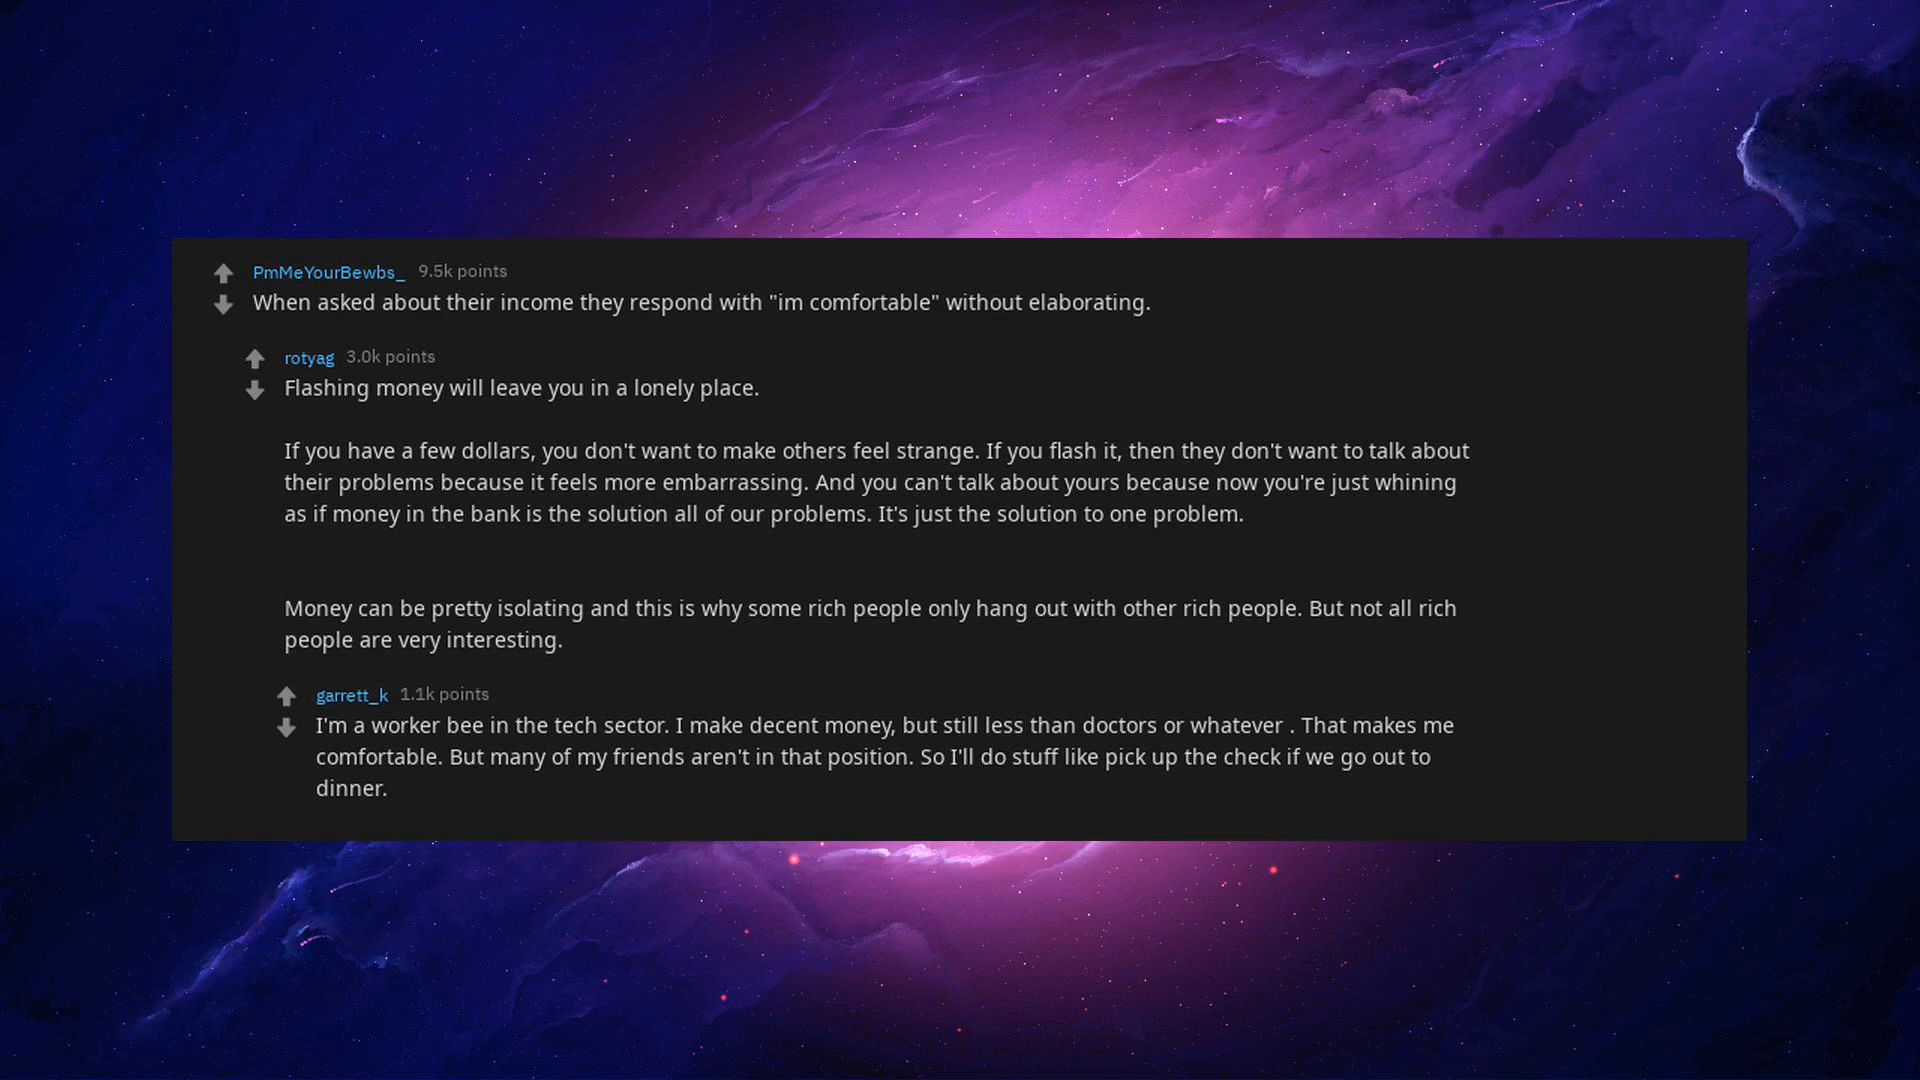 PmMeYourBewbs_ 9.5k points
When asked about their income they respond with "im comfortable" without elaborating.
rotyag 3.0k points
Flashing money will leave you in a lonely place.
If you have a few dollars, you don't want to make others feel strange. If you flash it, then they don't want to talk about
their problems because it feels more embarrassing. And you can't talk about yours because now you're just whining
as if money in the bank is the solution all of our problems. It's just the solution to one problem.
Money can be pretty isolating and this is why some rich people only hang out with other rich people. But not all rich
people are very interesting.
garrett_k 1.1k points
I'm a worker bee in the tech sector. I make decent money, but still less than doctors or whatever . That makes me
comfortable. But many of my friends aren't in that position. So I'll do stuff like pick up the check if we go out to
dinner.